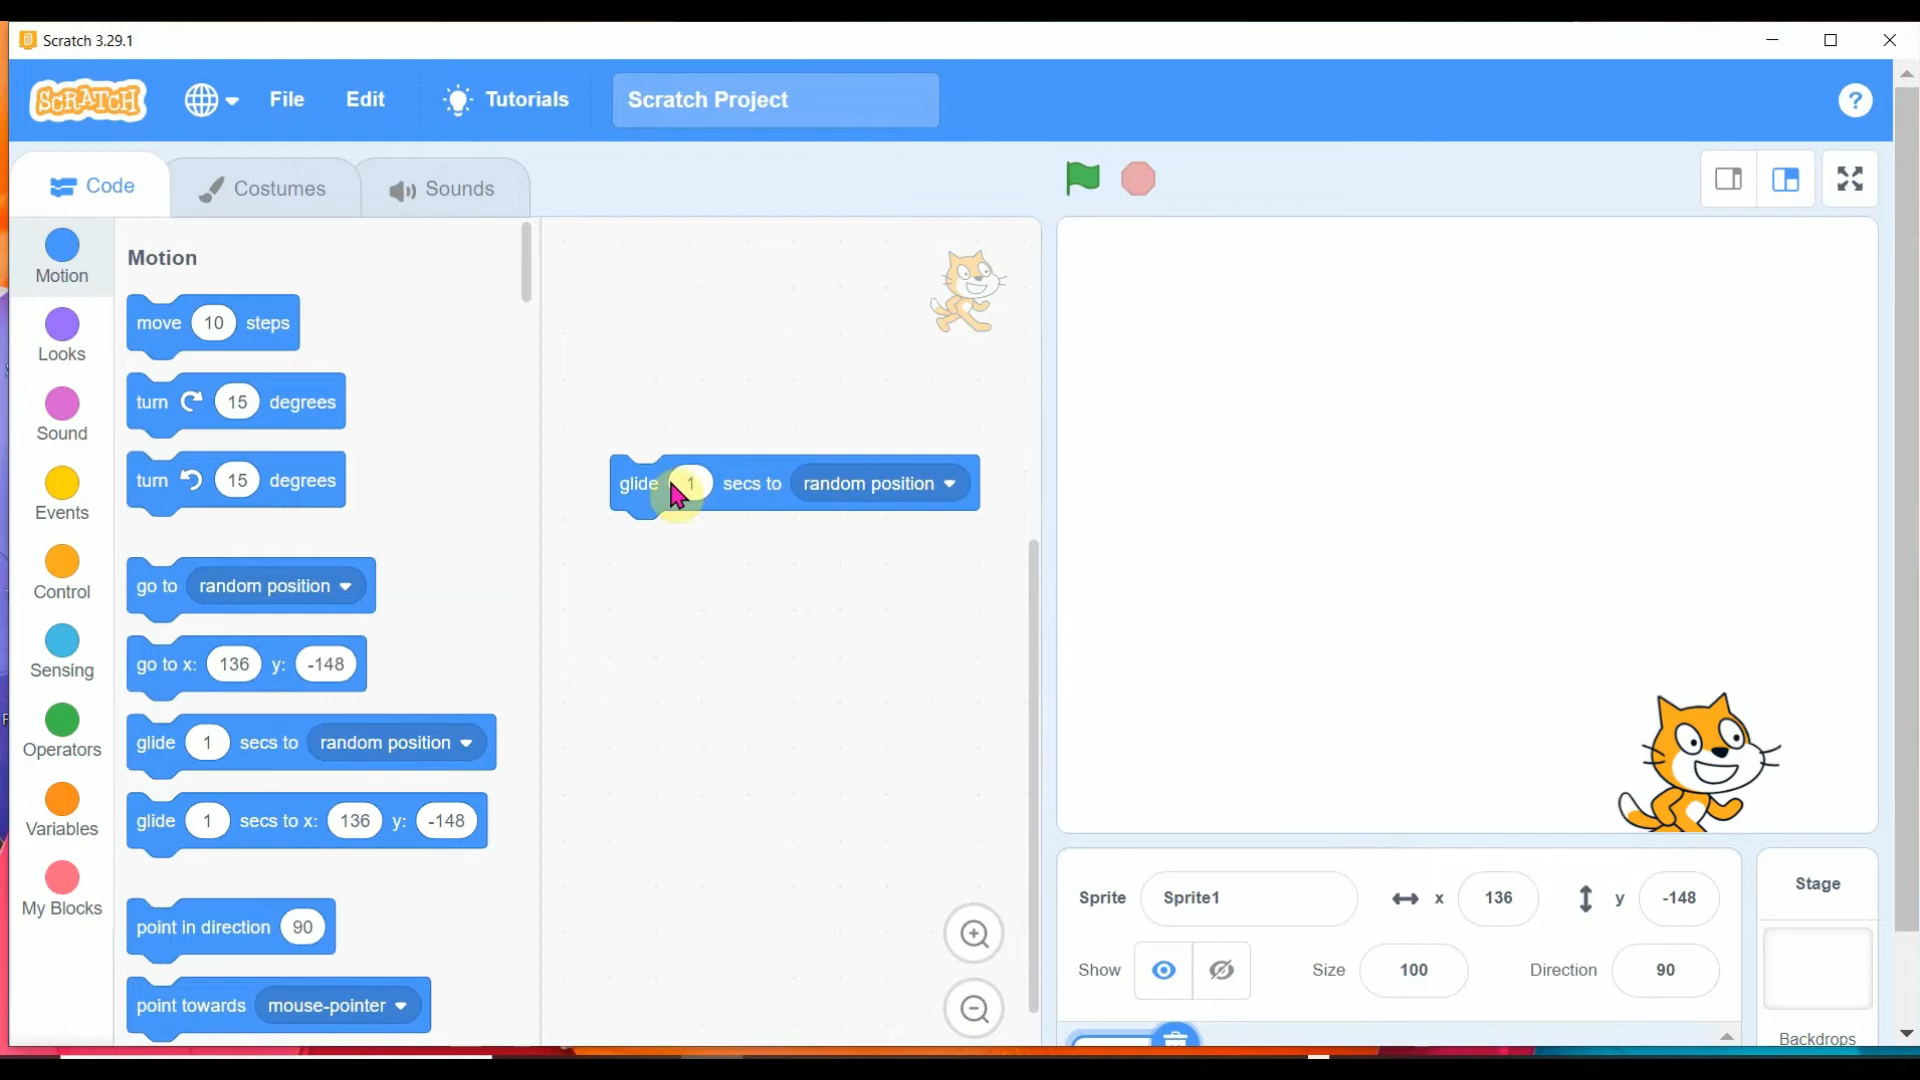 Scratch 3.29.1
SCRATCH File Edit Tutorials Scratch Project ?
Code Costumes Sounds
Motion
Looks
Sound
Events
Control
Sensing
Operators
Variables
My Blocks
Motion
move 10 steps
turn 15 degrees
turn 15 degrees
go to random position
go to x: 136 y: -148
glide 1 secs to random position
glide 1 secs to x: 136 y: -148
point in direction 90
point towards mouse-pointer
glide 1 secs to random position
Sprite Sprite1 x 136 y -148
Show Size 100 Direction 90
Stage
Backdrops